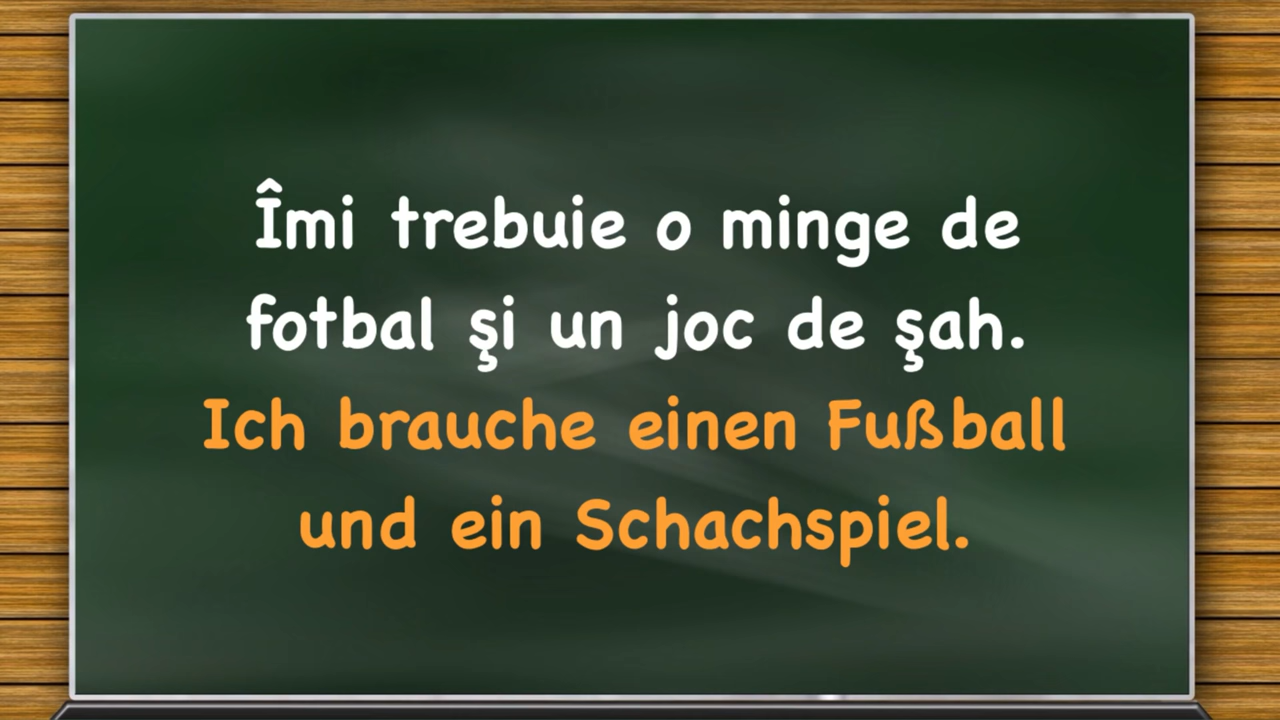 Îmi trebuie o minge de
fotbal şi un joc de şah.
Ich brauche einen Fußball
und ein Schachspiel.